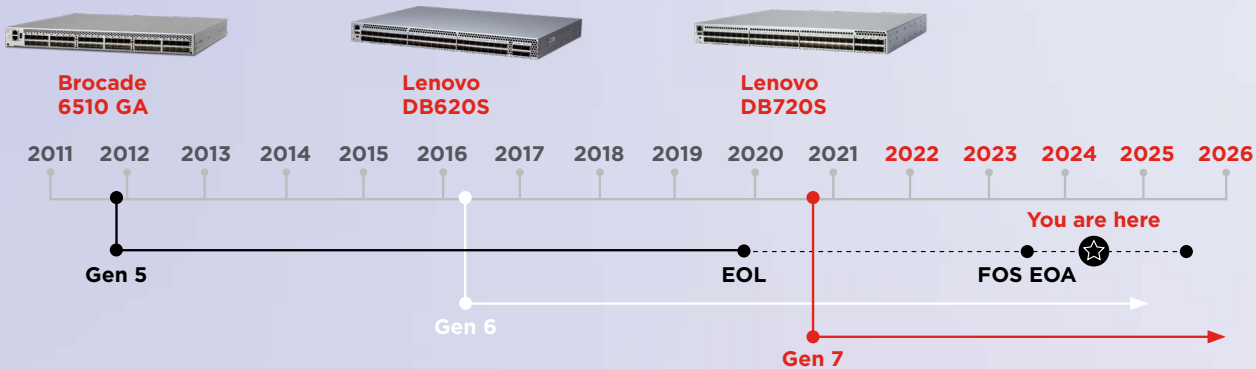 Brocade
6510 GA
Lenovo
DB620S
Lenovo
DB720S
2011 2012 2013 2014 2015 2016 2017 2018 2019 2020 2021 2022 2023 2024 2025 2026
You are here
Gen 5
EOL
FOS EOA
Gen 6
Gen 7